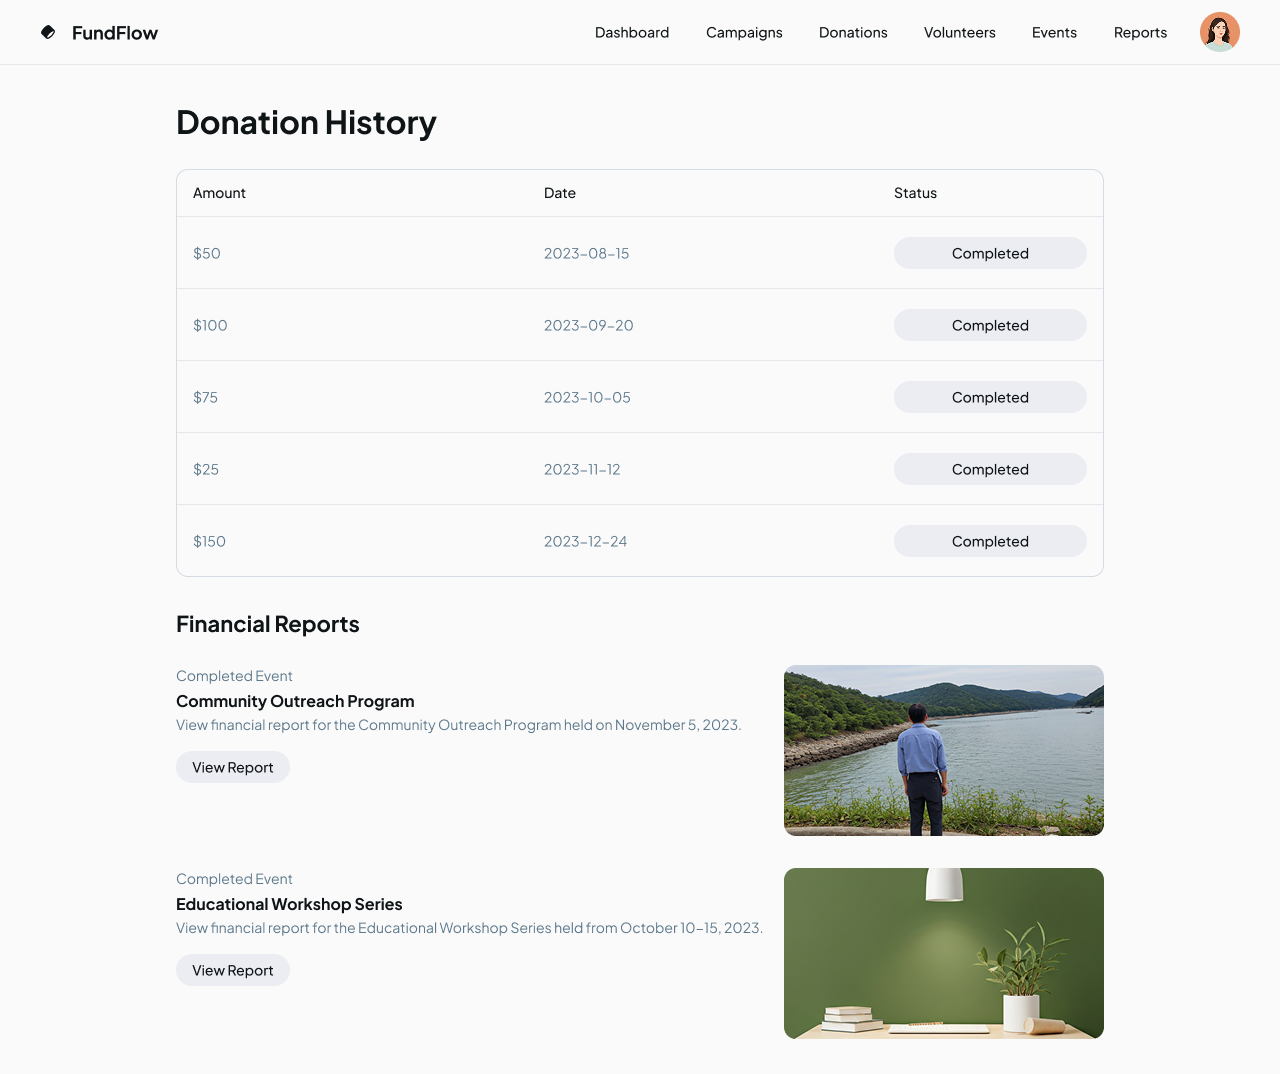 FundFlow
Dashboard Campaigns Donations Volunteers Events Reports
Donation History
Amount Date Status
$50 2023-08-15 Completed
$100 2023-09-20 Completed
$75 2023-10-05 Completed
$25 2023-11-12 Completed
$150 2023-12-24 Completed
Financial Reports
Completed Event
Community Outreach Program
View financial report for the Community Outreach Program held on November 5, 2023.
View Report
Completed Event
Educational Workshop Series
View financial report for the Educational Workshop Series held from October 10-15, 2023.
View Report